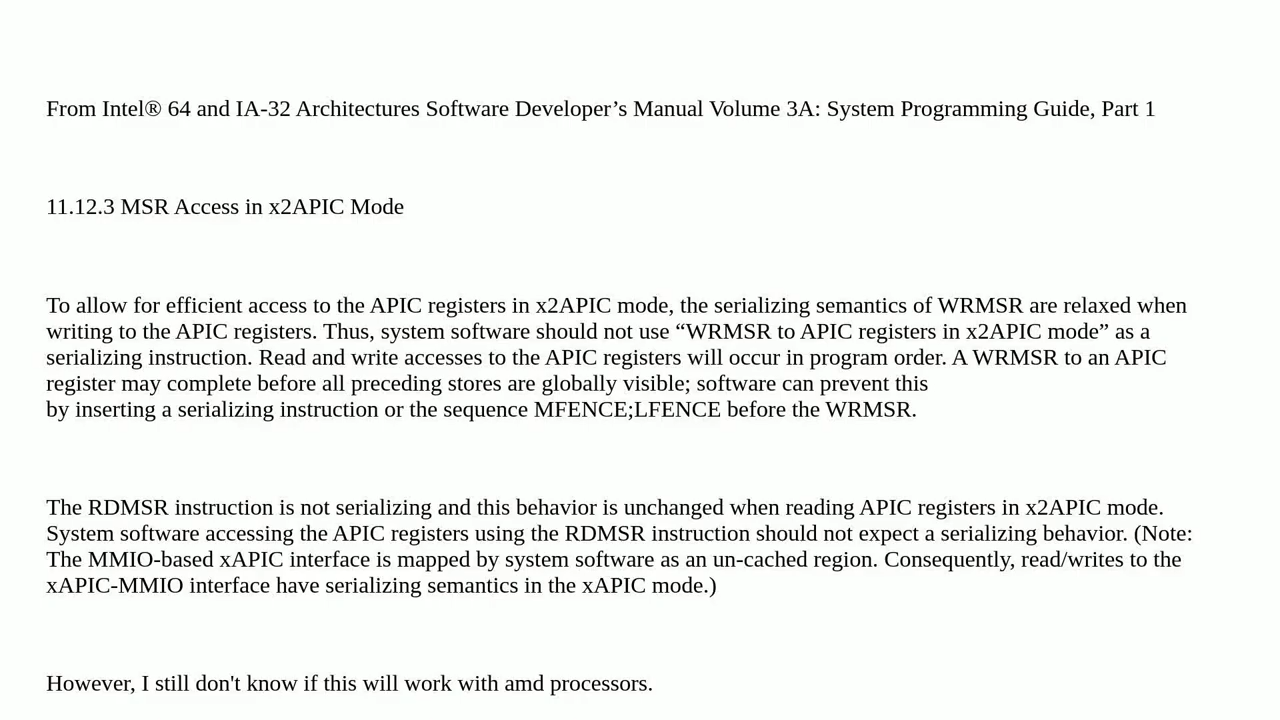 From Intel® 64 and IA-32 Architectures Software Developer’s Manual Volume 3A: System Programming Guide, Part 1
11.12.3 MSR Access in x2APIC Mode
To allow for efficient access to the APIC registers in x2APIC mode, the serializing semantics of WRMSR are relaxed when
writing to the APIC registers. Thus, system software should not use “WRMSR to APIC registers in x2APIC mode” as a
serializing instruction. Read and write accesses to the APIC registers will occur in program order. A WRMSR to an APIC
register may complete before all preceding stores are globally visible; software can prevent this
by inserting a serializing instruction or the sequence MFENCE;LFENCE before the WRMSR.
The RDMSR instruction is not serializing and this behavior is unchanged when reading APIC registers in x2APIC mode.
System software accessing the APIC registers using the RDMSR instruction should not expect a serializing behavior. (Note:
The MMIO-based xAPIC interface is mapped by system software as an un-cached region. Consequently, read/writes to the
xAPIC-MMIO interface have serializing semantics in the xAPIC mode.)
However, I still don't know if this will work with amd processors.